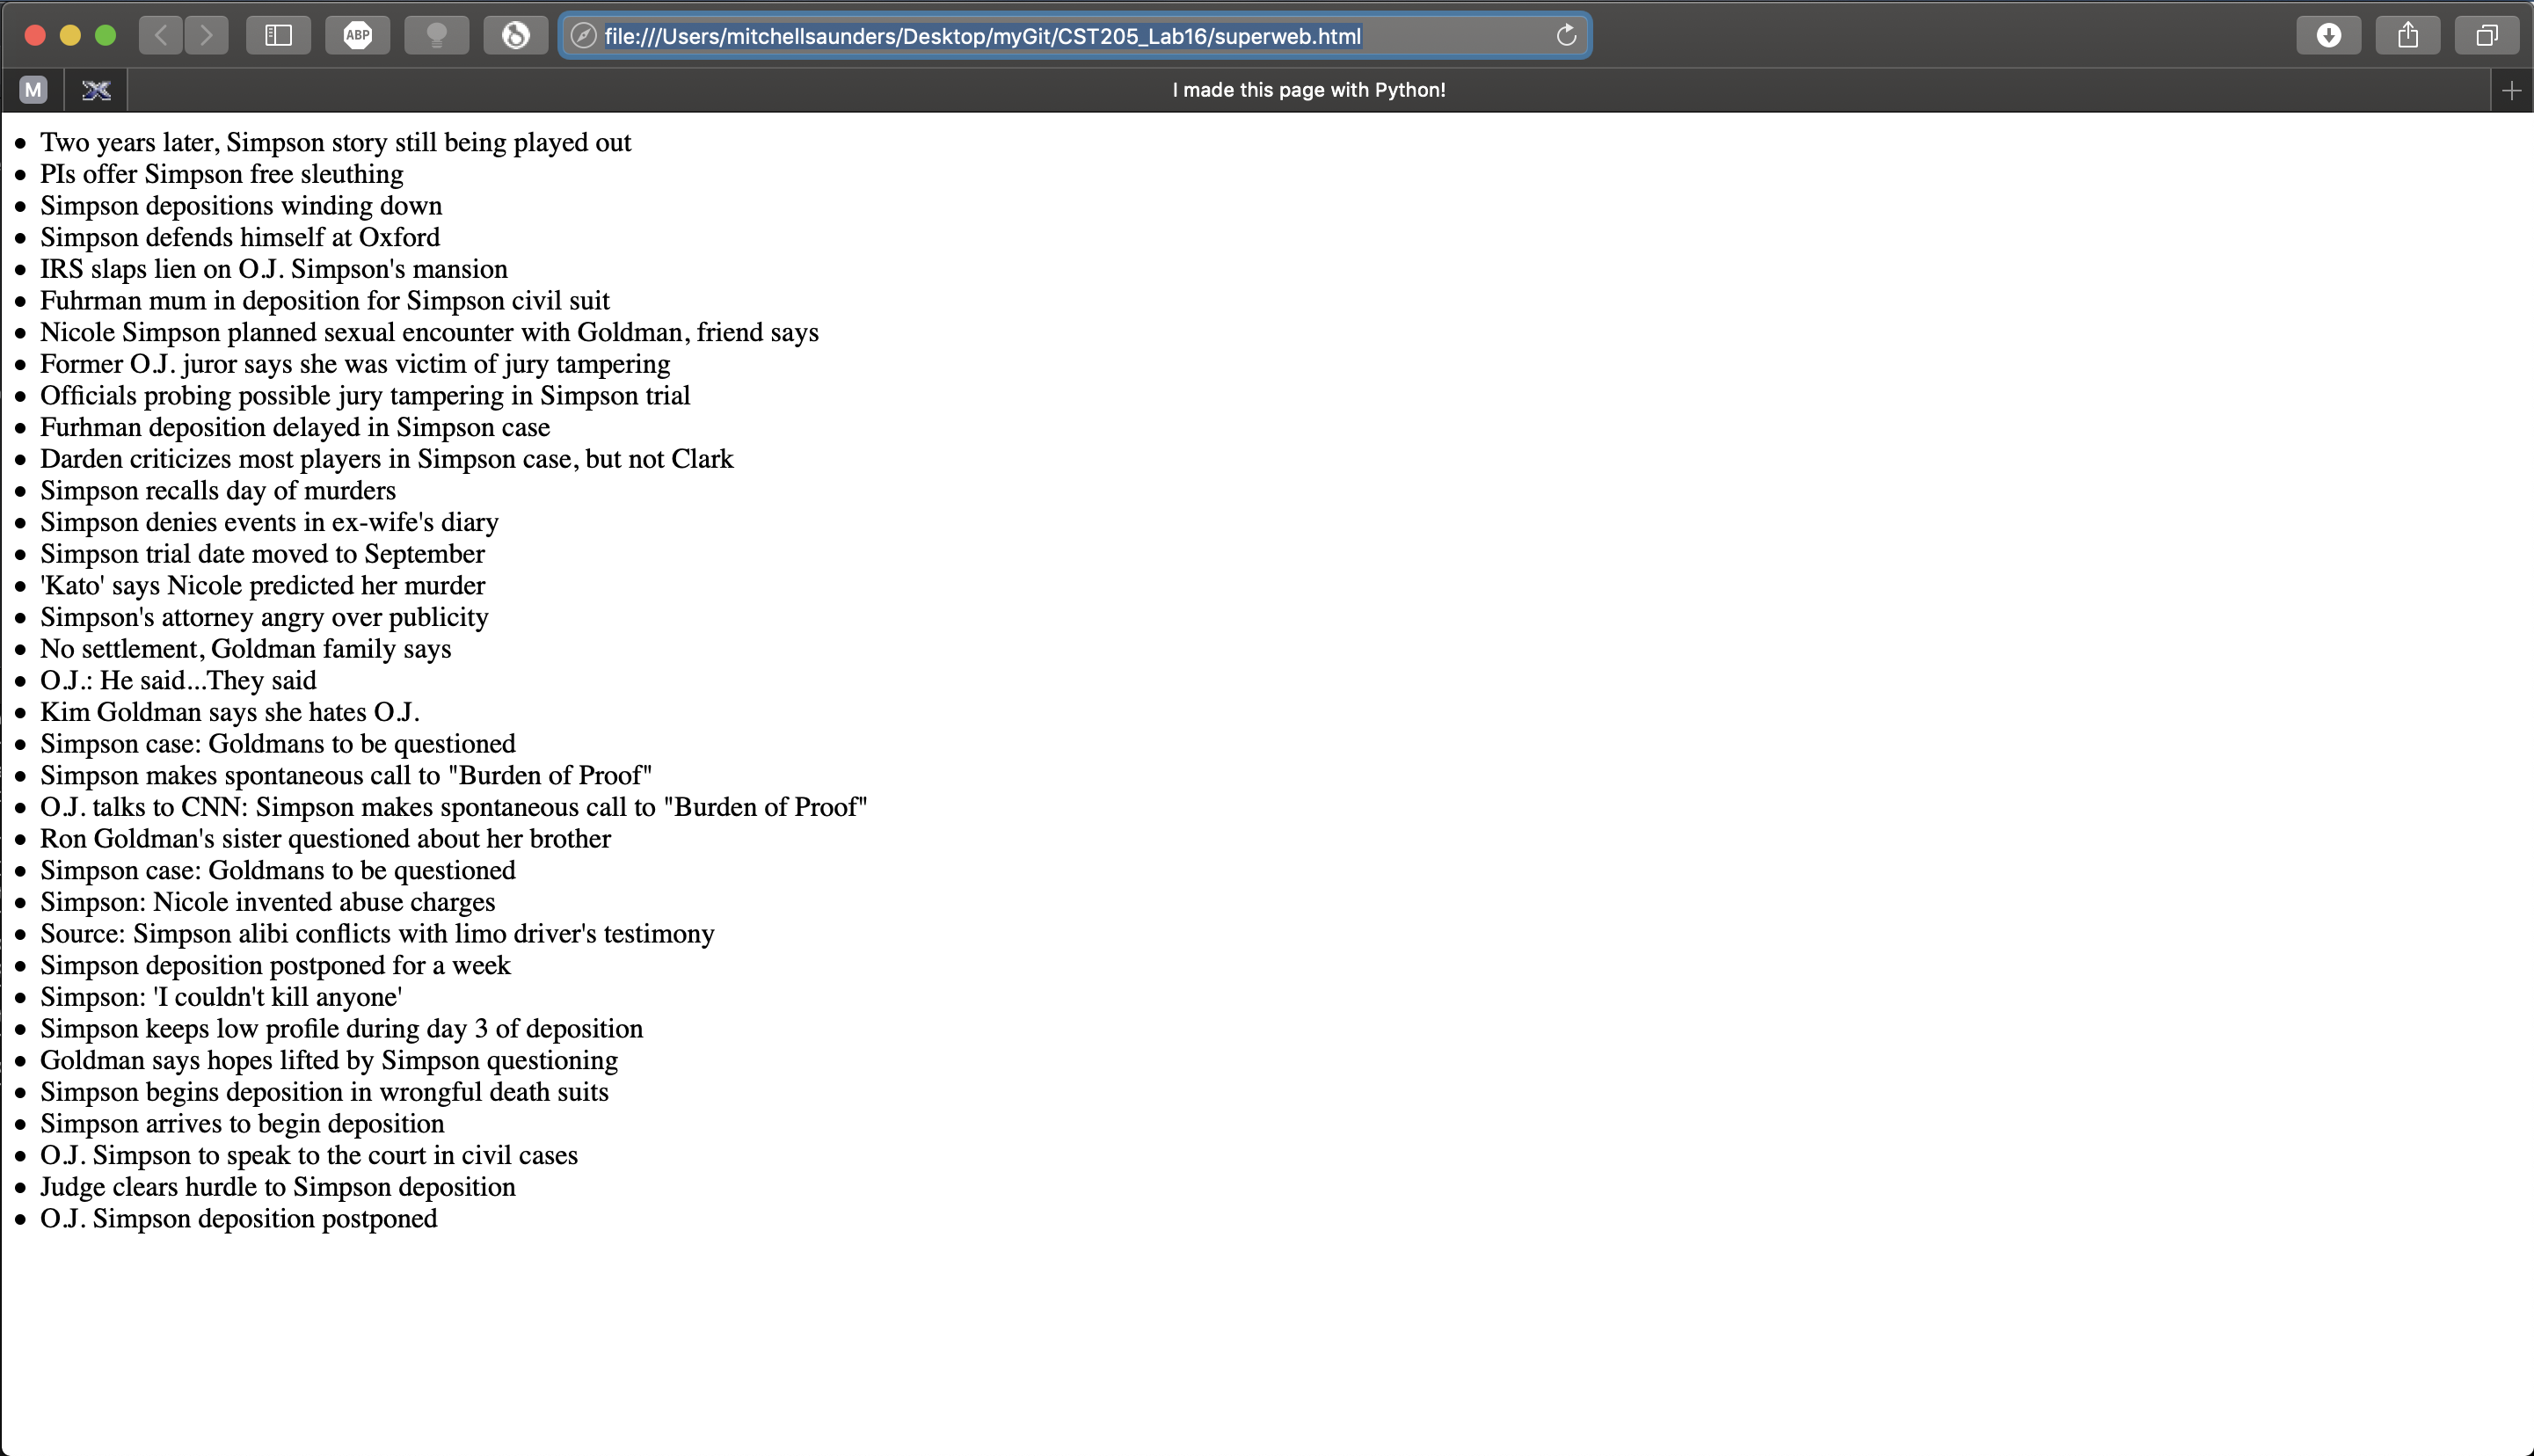 ABP
file:///Users/mitchellsaunders/Desktop/myGit/CST205_Lab16/superweb.html
M
I made this page with Python!
• Two years later, Simpson story still being played out
• PIs offer Simpson free sleuthing
• Simpson depositions winding down
• Simpson defends himself at Oxford
• IRS slaps lien on O.J. Simpson's mansion
• Fuhrman mum in deposition for Simpson civil suit
• Nicole Simpson planned sexual encounter with Goldman, friend says
• Former O.J. juror says she was victim of jury tampering
• Officials probing possible jury tampering in Simpson trial
• Furhman deposition delayed in Simpson case
• Darden criticizes most players in Simpson case, but not Clark
• Simpson recalls day of murders
• Simpson denies events in ex-wife's diary
• Simpson trial date moved to September
• 'Kato' says Nicole predicted her murder
• Simpson's attorney angry over publicity
• No settlement, Goldman family says
• O.J.: He said...They said
• Kim Goldman says she hates O.J.
• Simpson case: Goldmans to be questioned
• Simpson makes spontaneous call to "Burden of Proof"
• O.J. talks to CNN: Simpson makes spontaneous call to "Burden of Proof"
• Ron Goldman's sister questioned about her brother
• Simpson case: Goldmans to be questioned
• Simpson: Nicole invented abuse charges
• Source: Simpson alibi conflicts with limo driver's testimony
• Simpson deposition postponed for a week
• Simpson: 'I couldn't kill anyone'
• Simpson keeps low profile during day 3 of deposition
• Goldman says hopes lifted by Simpson questioning
• Simpson begins deposition in wrongful death suits
• Simpson arrives to begin deposition
• O.J. Simpson to speak to the court in civil cases
• Judge clears hurdle to Simpson deposition
• O.J. Simpson deposition postponed